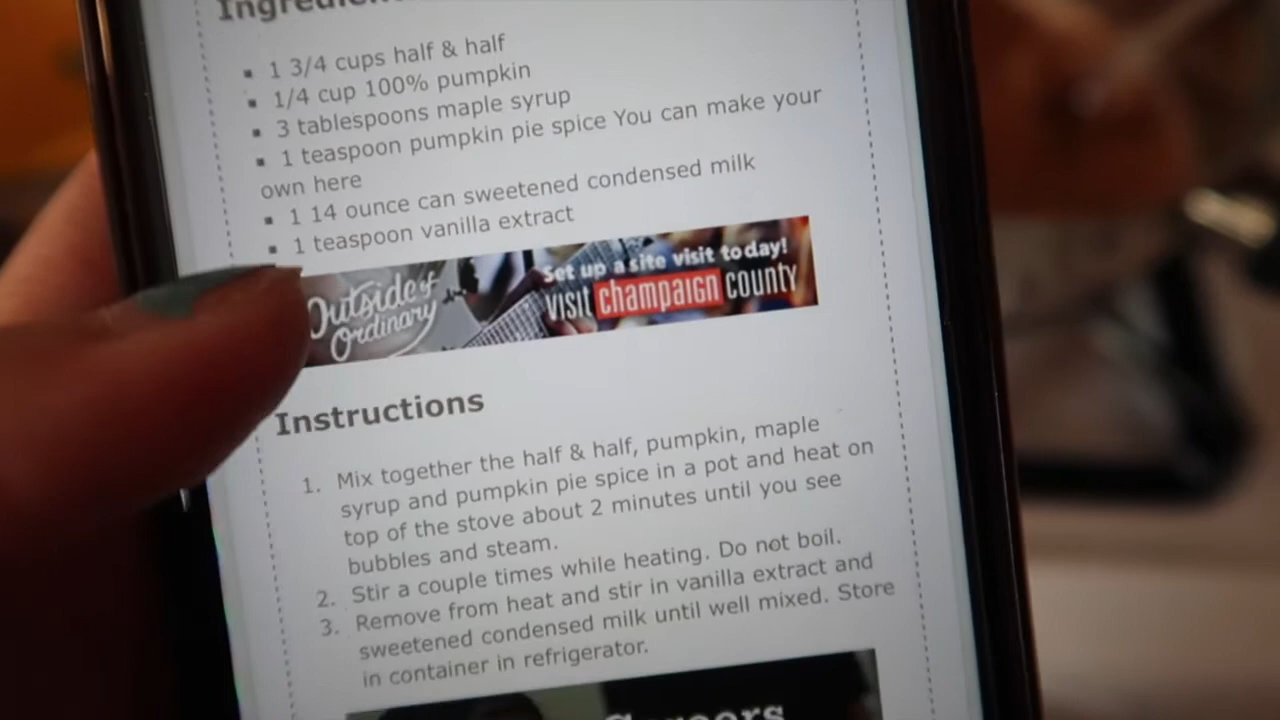 Ingredien
▪ 1 3/4 cups half & half
▪ 1/4 cup 100% pumpkin
▪ 3 tablespoons maple syrup
▪ 1 teaspoon pumpkin pie spice You can make your
own here
▪ 1 14 ounce can sweetened condensed milk
▪ 1 teaspoon vanilla extract
Outside of
Ordinary
Set up a site visit today!
VISIT champaign county
Instructions
1. Mix together the half & half, pumpkin, maple
syrup and pumpkin pie spice in a pot and heat on
top of the stove about 2 minutes until you see
bubbles and steam.
2. Stir a couple times while heating. Do not boil.
3. Remove from heat and stir in vanilla extract and
sweetened condensed milk until well mixed. Store
in container in refrigerator.
Careers